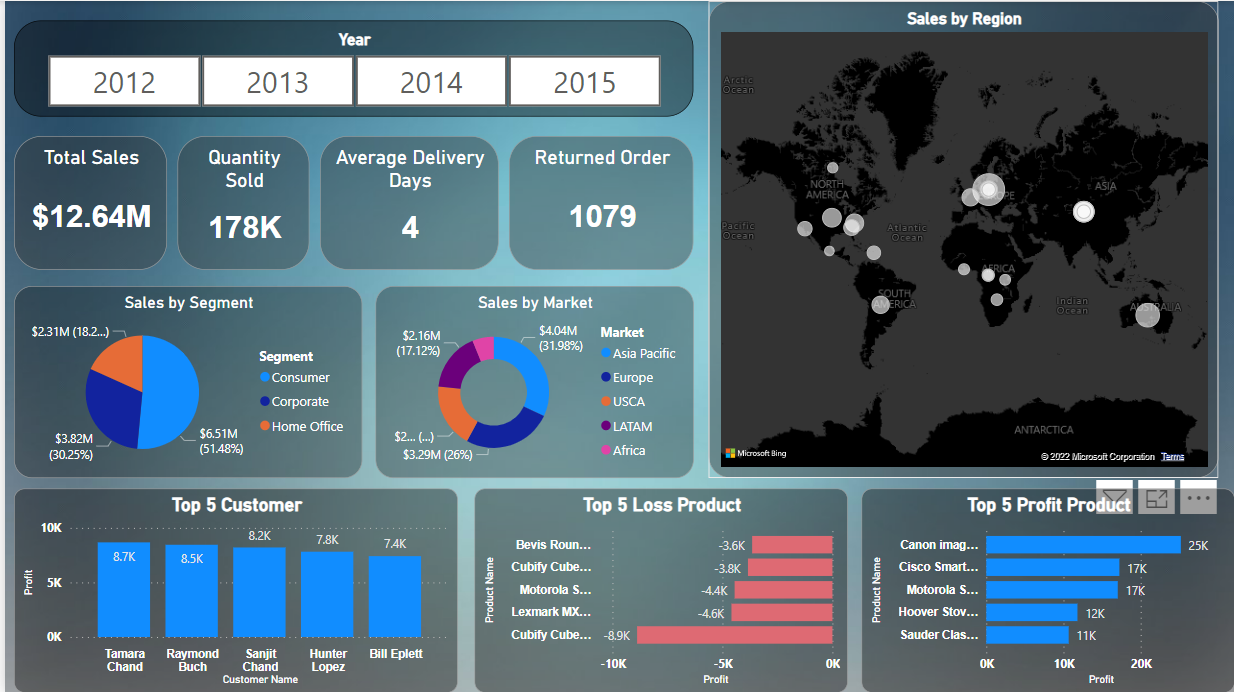 Year
2012
2013
2014
2015
Total Sales
$12.64M
Quantity
Sold
178K
Average Delivery
Days
4
Returned Order
1079
Sales by Region
Arctic
Ocean
NORTH
AMERICA
ASIA
Pacific
Ocean
Atlantic
Ocean
AFRICA
SOUTH
AMERICA
Indian
Ocean
AUSTRALIA
ANTARCTICA
Microsoft Bing
© 2022 Microsoft Corporation Terms
Sales by Segment
$2.31M (18.2...)
$3.82M
(30.25%)
$6.51M
(51.48%)
Segment
Consumer
Corporate
Home Office
Sales by Market
$2.16M
(17.12%)
$4.04M
(31.98%)
$2... (...)
$3.29M (26%)
Market
Asia Pacific
Europe
USCA
LATAM
Africa
Top 5 Customer
Profit
10K
5K
0K
8.7K
8.5K
8.2K
7.8K
7.4K
Tamara
Chand
Raymond
Buch
Sanjit
Chand
Hunter
Lopez
Bill Eplett
Customer Name
Top 5 Loss Product
Product Name
Bevis Roun... -3.6K
Cubify Cube... -3.8K
Motorola S... -4.4K
Lexmark MX... -4.6K
Cubify Cube... -8.9K
-10K -5K 0K
Profit
Top 5 Profit Product
Product Name
Canon imag... 25K
Cisco Smart... 17K
Motorola S... 17K
Hoover Stov... 12K
Sauder Clas... 11K
0K 10K 20K
Profit